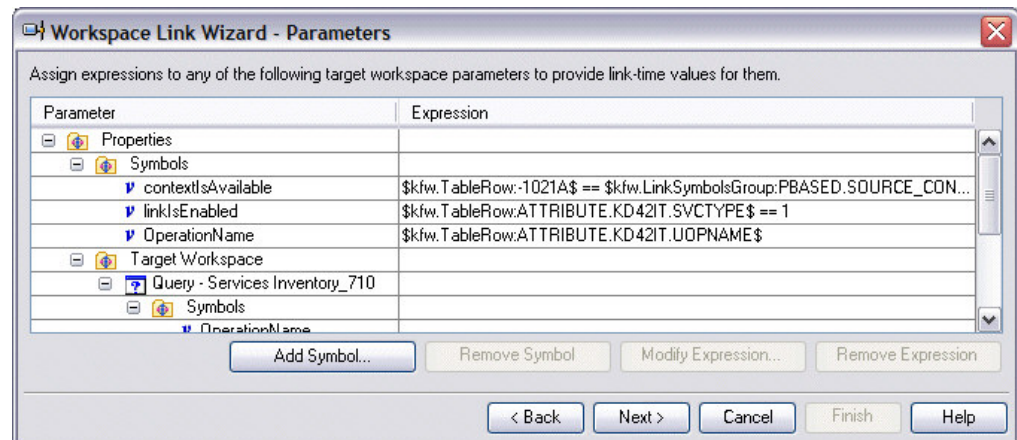 Workspace Link Wizard - Parameters
Assign expressions to any of the following target workspace parameters to provide link-time values for them.
Parameter Expression
Properties
Symbols
contextIsAvailable $kfw.TableRow:-1021A$ == $kfw.LinkSymbolsGroup:PBASED.SOURCE_CON...
linkIsEnabled $kfw.TableRow:ATTRIBUTE.KD42IT.SVCTYPE$ == 1
OperationName $kfw.TableRow:ATTRIBUTE.KD42IT.UOPNAME$
Target Workspace
Query - Services Inventory_710
Symbols
OperationName
Add Symbol... Remove Symbol Modify Expression... Remove Expression
< Back Next > Cancel Finish Help